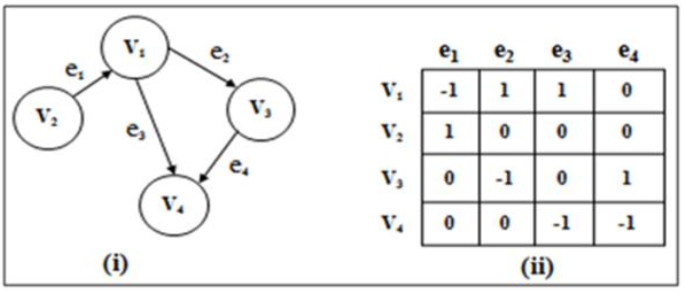 V₁
e₁
e₂
V₂
V₃
e₃
e₄
V₄
(i)
e₁ e₂ e₃ e₄
V₁ -1 1 1 0
V₂ 1 0 0 0
V₃ 0 -1 0 1
V₄ 0 0 -1 -1
(ii)